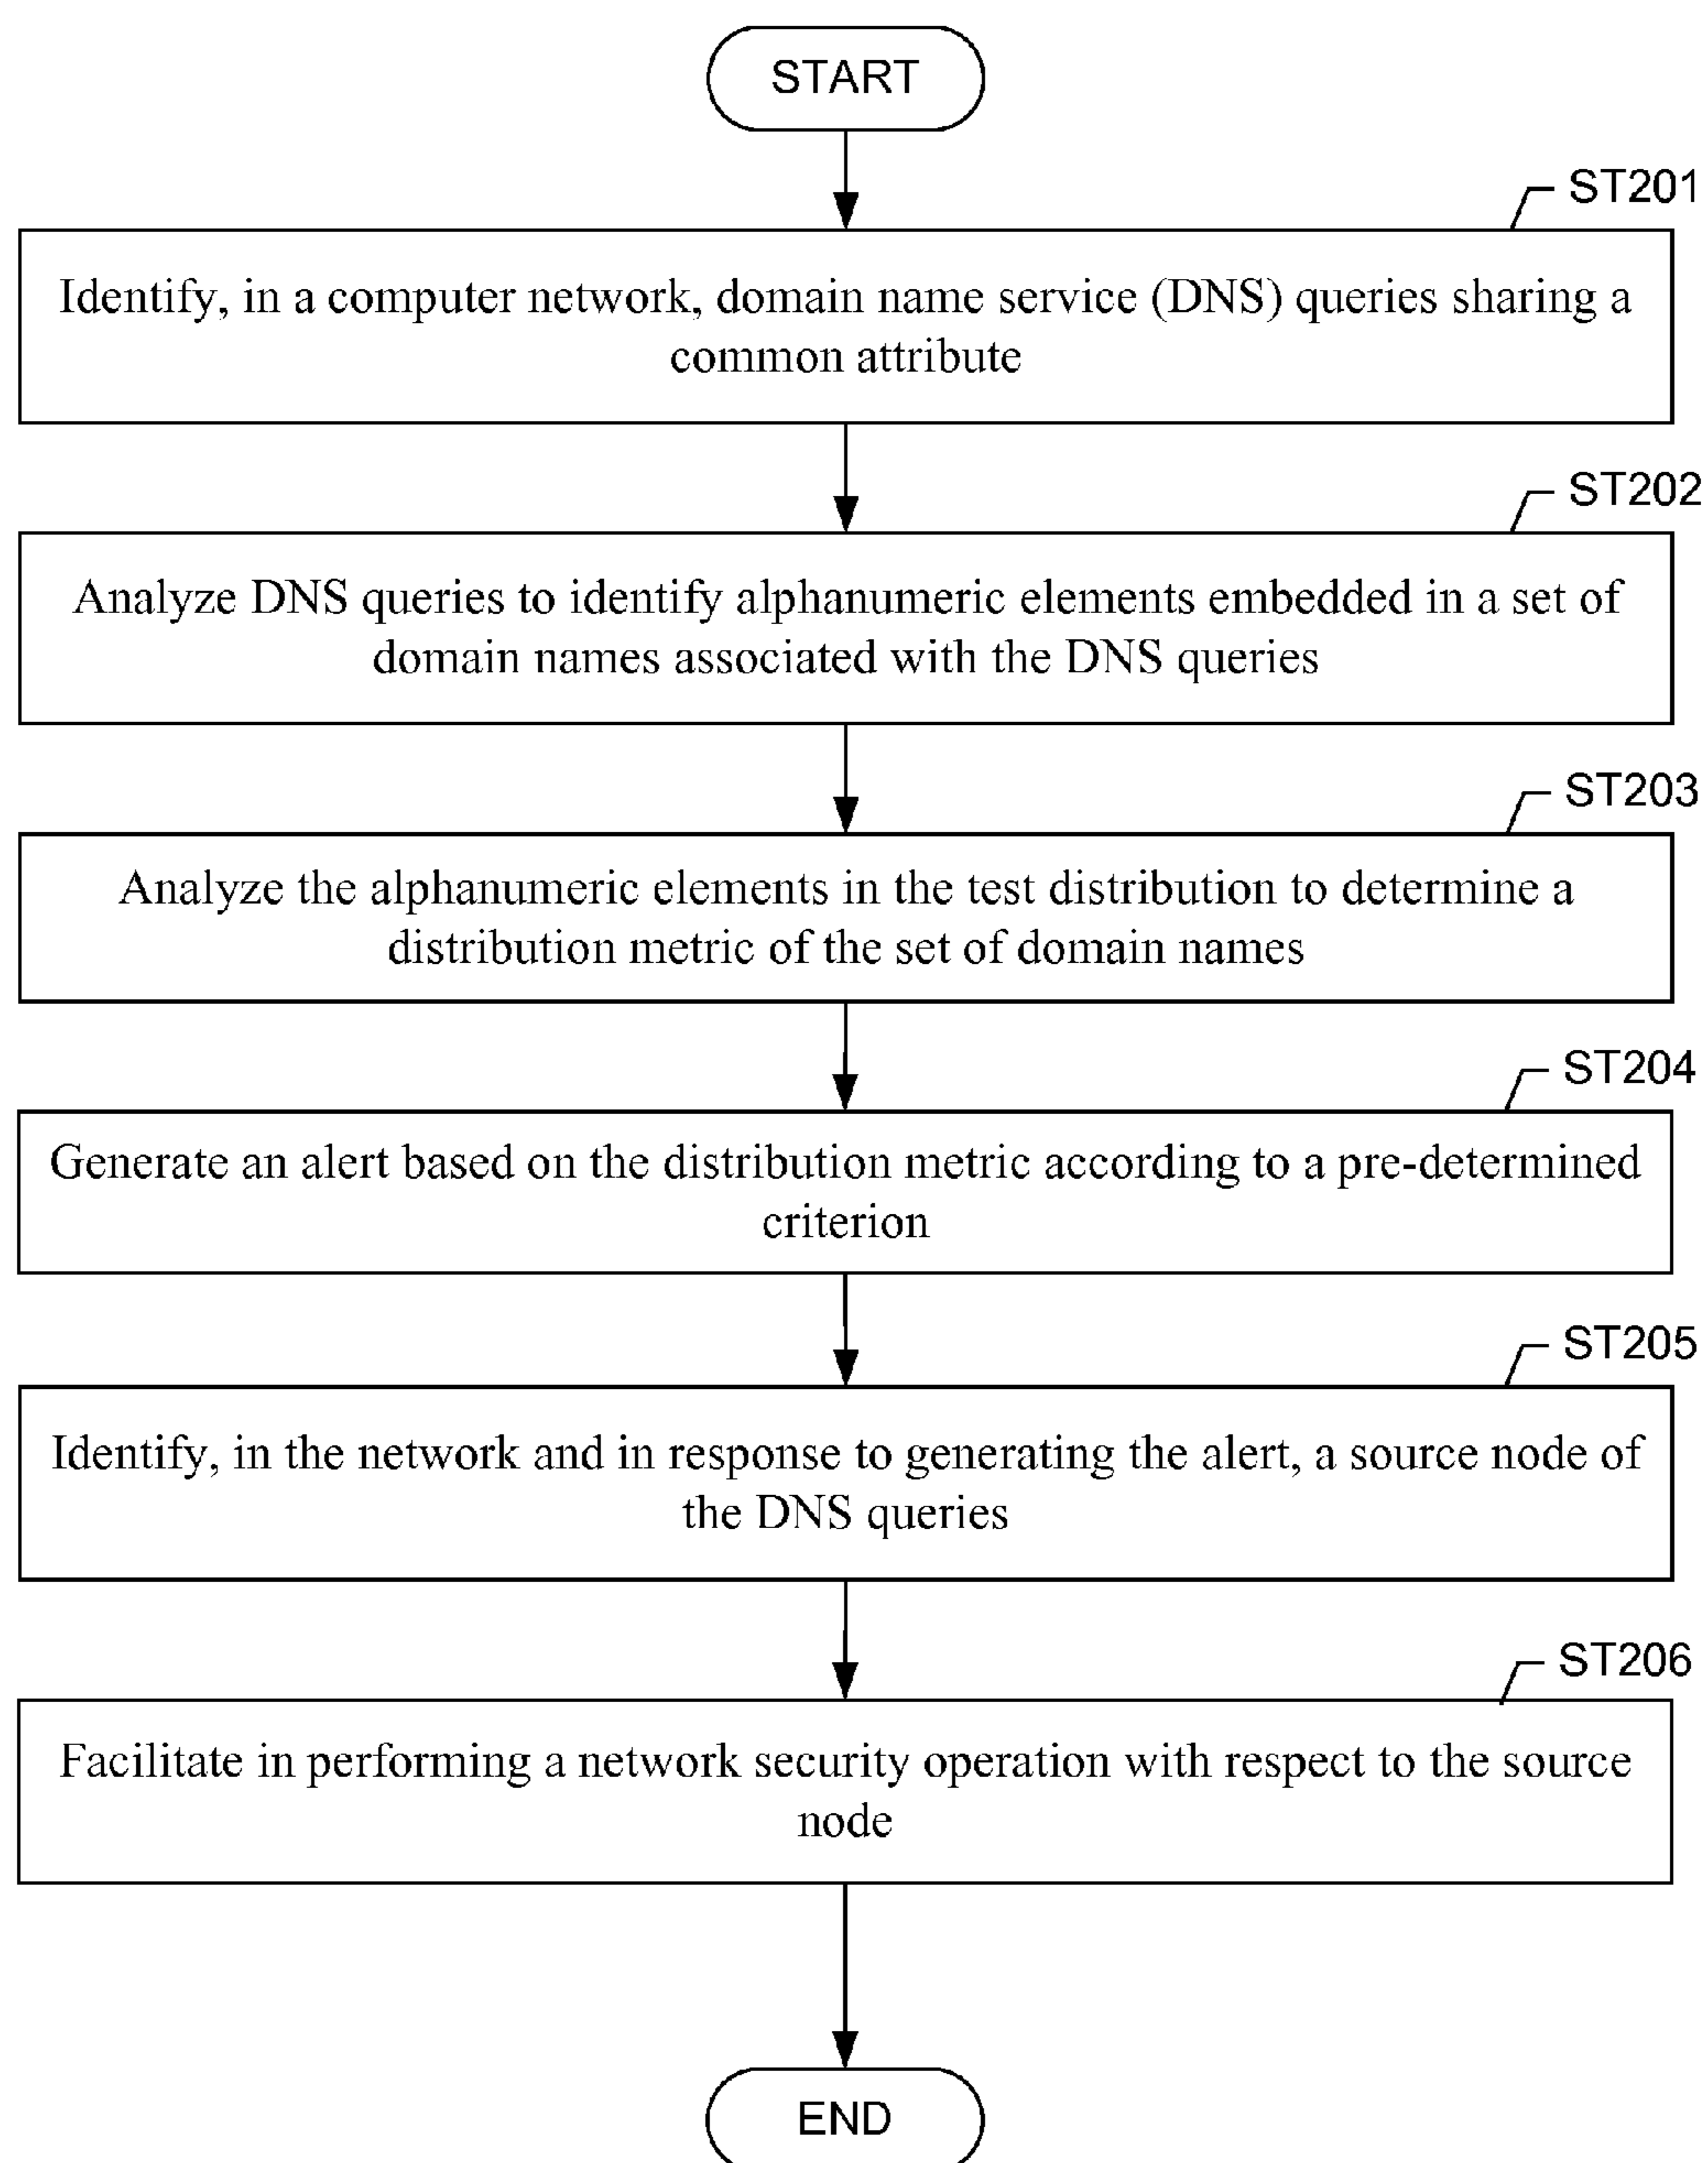 START
ST201
Identify, in a computer network, domain name service (DNS) queries sharing a
common attribute
ST202
Analyze DNS queries to identify alphanumeric elements embedded in a set of
domain names associated with the DNS queries
ST203
Analyze the alphanumeric elements in the test distribution to determine a
distribution metric of the set of domain names
ST204
Generate an alert based on the distribution metric according to a pre-determined
criterion
ST205
Identify, in the network and in response to generating the alert, a source node of
the DNS queries
ST206
Facilitate in performing a network security operation with respect to the source
node
END